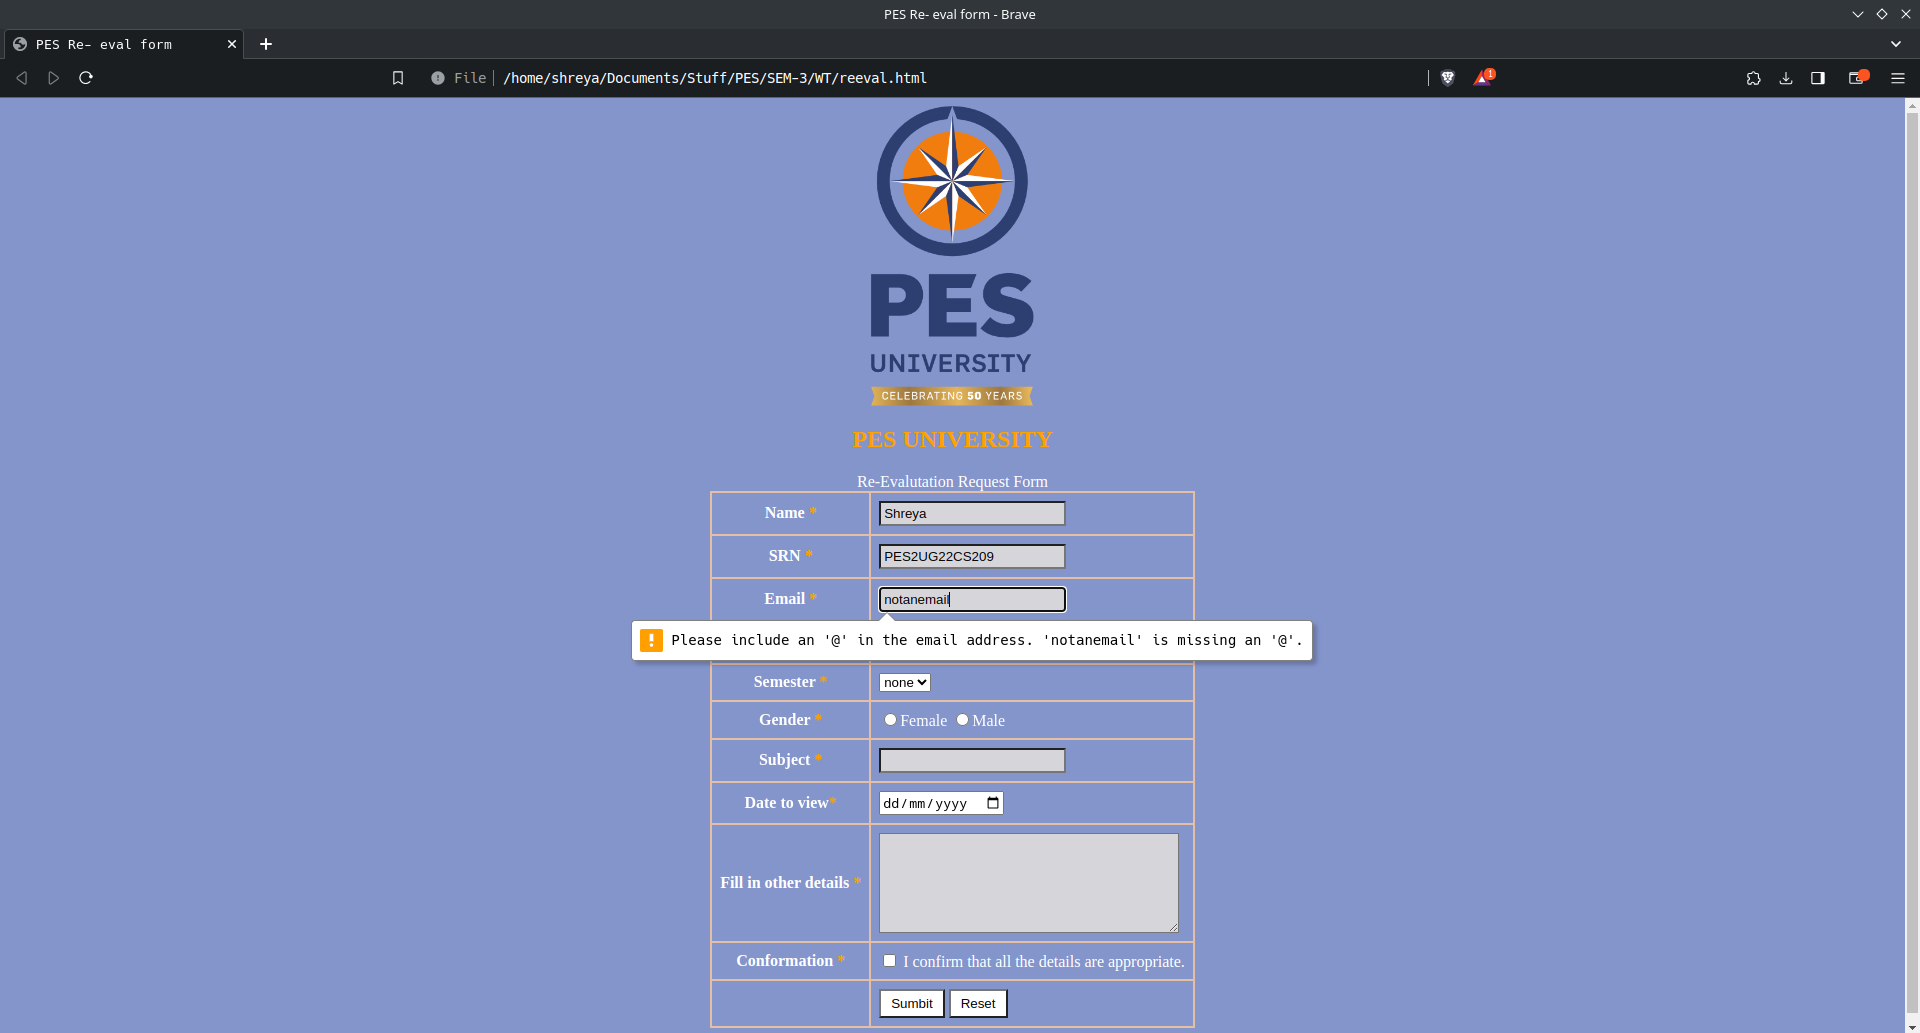 PES Re- eval form - Brave
PES Re- eval form
File | /home/shreya/Documents/Stuff/PES/SEM-3/WT/reeval.html
1
PES
UNIVERSITY
CELEBRATING 50 YEARS
PES UNIVERSITY
Re-Evalutation Request Form
Name * Shreya
SRN * PES2UG22CS209
Email * notanemail
! Please include an '@' in the email address. 'notanemail' is missing an '@'.
Semester * none
Gender * Female Male
Subject *
Date to view* dd/mm/yyyy
Fill in other details *
Conformation * I confirm that all the details are appropriate.
Sumbit Reset